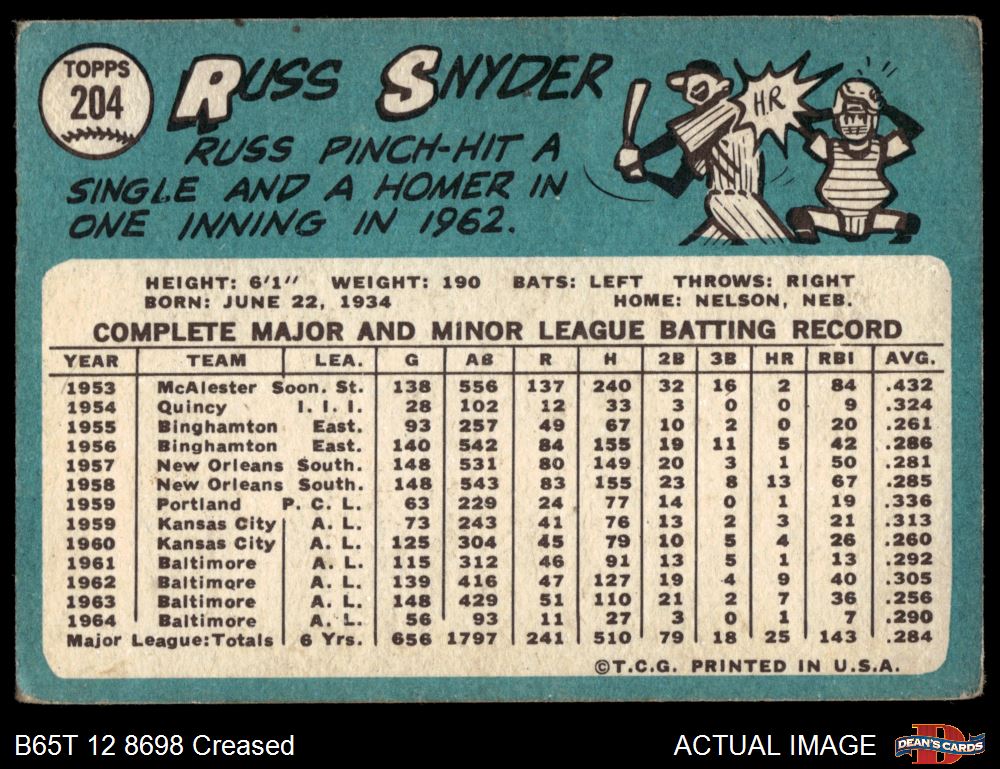 TOPPS
204
RUSS SNYDER
RUSS PINCH-HIT A
SINGLE AND A HOMER IN
ONE INNING IN 1962.
H.R
HEIGHT: 6'1" WEIGHT: 190 BATS: LEFT THROWS: RIGHT
BORN: JUNE 22, 1934 HOME: NELSON, NEB.
COMPLETE MAJOR AND MINOR LEAGUE BATTING RECORD
YEAR TEAM LEA. G AB R H 2B 3B HR RBI AVG.
1953 McAlester Soon. St. 138 556 137 240 32 16 2 84 .432
1954 Quincy I. I. I. 28 102 12 33 3 0 0 9 .324
1955 Binghamton East. 93 257 49 67 10 2 0 20 .261
1956 Binghamton East. 140 542 84 155 19 11 5 42 .286
1957 New Orleans South. 148 531 80 149 20 3 1 50 .281
1958 New Orleans South. 148 543 83 155 23 8 13 67 .285
1959 Portland P. C. L. 63 229 24 77 14 0 1 19 .336
1959 Kansas City A. L. 73 243 41 76 13 2 3 21 .313
1960 Kansas City A. L. 125 304 45 79 10 5 4 26 .260
1961 Baltimore A. L. 115 312 46 91 13 5 1 13 .292
1962 Baltimore A. L. 139 416 47 127 19 4 9 40 .305
1963 Baltimore A. L. 148 429 51 110 21 2 7 36 .256
1964 Baltimore A. L. 56 93 11 27 3 0 1 7 .290
Major League:Totals 6 Yrs. 656 1797 241 510 79 18 25 143 .284
©T.C.G. PRINTED IN U.S.A.
B65T 12 8698 Creased
ACTUAL IMAGE
D
DEAN'S CARDS